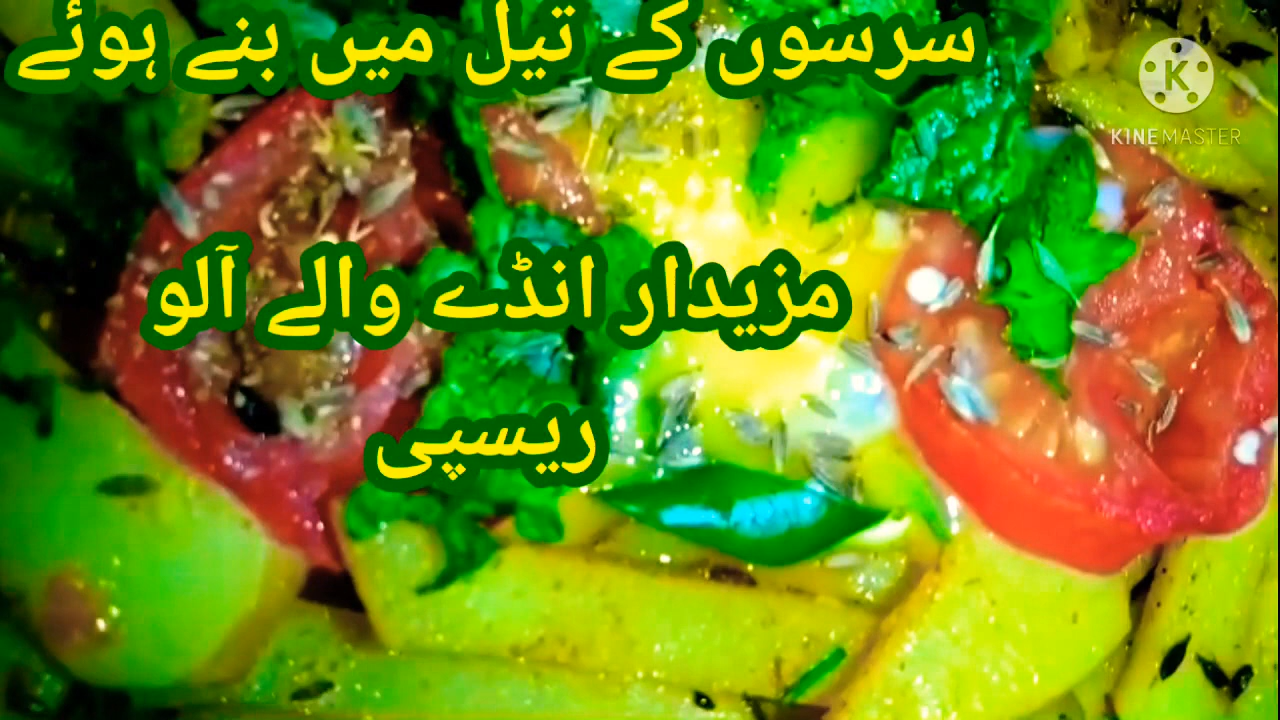 سرسوں کے تیل میں بنے ہوئے
KINEMASTER
مزیدار انڈے والے آلو
ریسپی